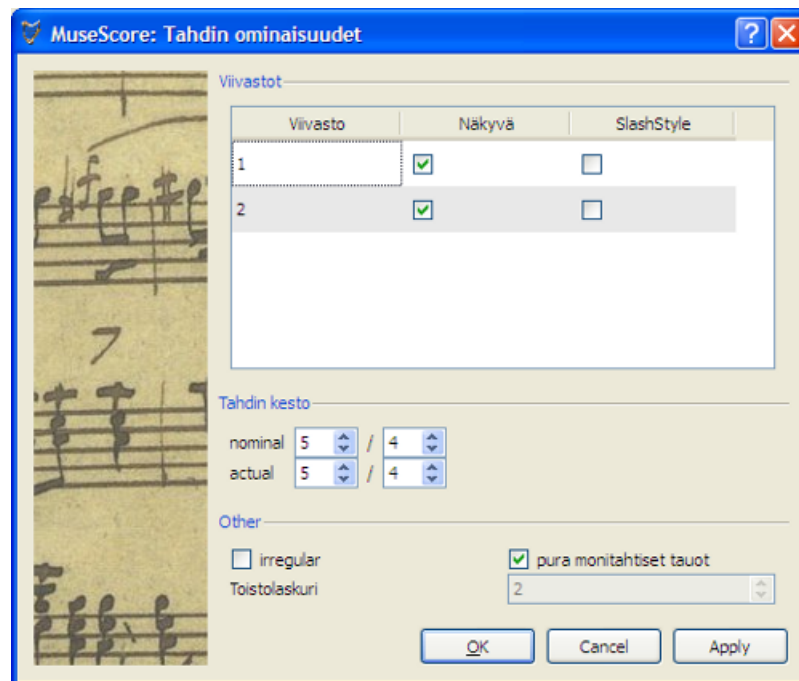 MuseScore: Tahdin ominaisuudet
Viivastot
Viivasto Näkyvä SlashStyle
1
2
7
Tahdin kesto
nominal 5 / 4
actual 5 / 4
Other
irregular pura monitahtiset tauot
Toistolaskuri 2
OK Cancel Apply